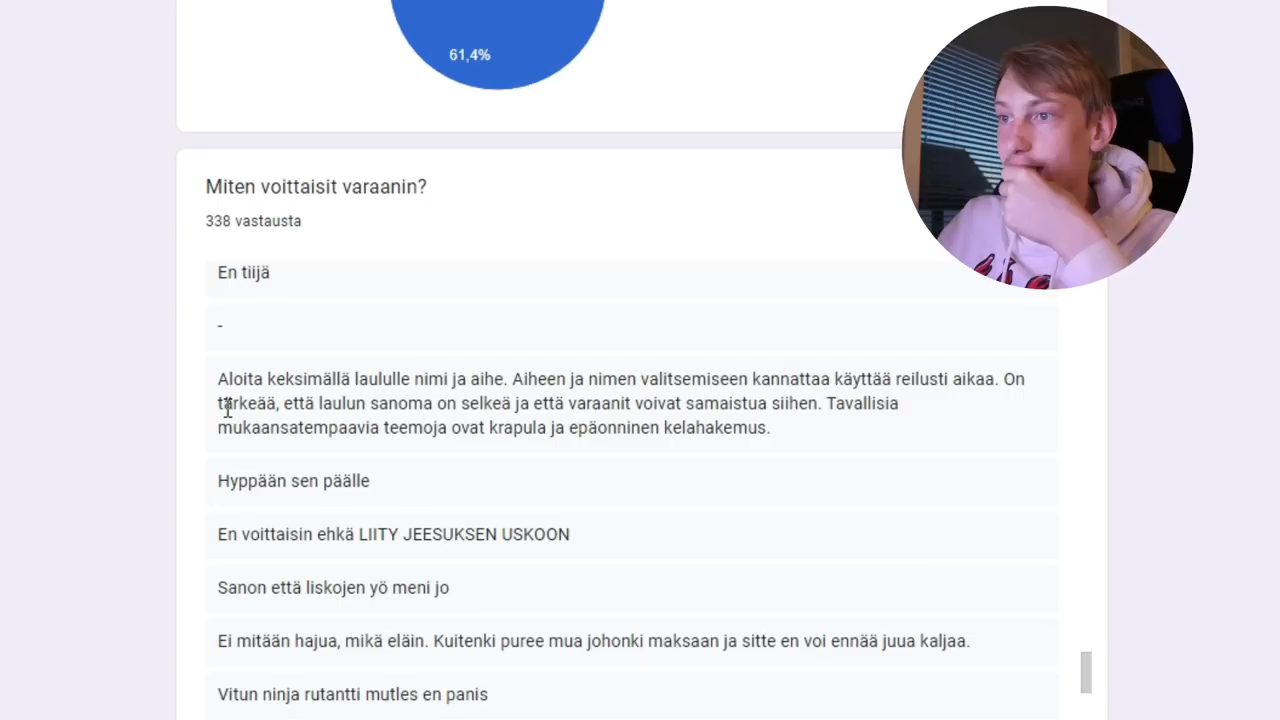 61,4%
Miten voittaisit varaanin?
338 vastausta
En tiijä
-
Aloita keksimällä laululle nimi ja aihe. Aiheen ja nimen valitsemiseen kannattaa käyttää reilusti aikaa. On
tärkeää, että laulun sanoma on selkeä ja että varaanit voivat samaistua siihen. Tavallisia
mukaansatempaavia teemoja ovat krapula ja epäonninen kelahakemus.
Hyppään sen päälle
En voittaisin ehkä LIITY JEESUKSEN USKOON
Sanon että liskojen yö meni jo
Ei mitään hajua, mikä eläin. Kuitenki puree mua johonki maksaan ja sitte en voi ennää juua kaljaa.
Vitun ninja rutantti mutles en panis